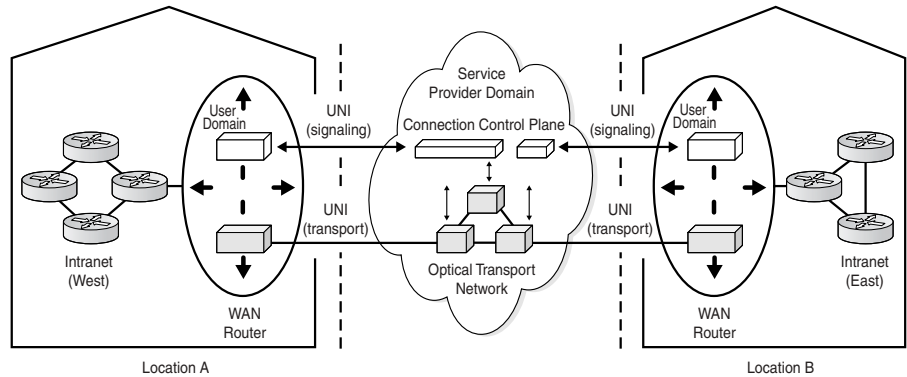 Service
Provider Domain
User
Domain
UNI
(signaling)
Connection Control Plane
UNI
(signaling)
User
Domain
UNI
(transport)
UNI
(transport)
Intranet
(West)
Optical Transport
Network
Intranet
(East)
WAN
Router
WAN
Router
Location A
Location B